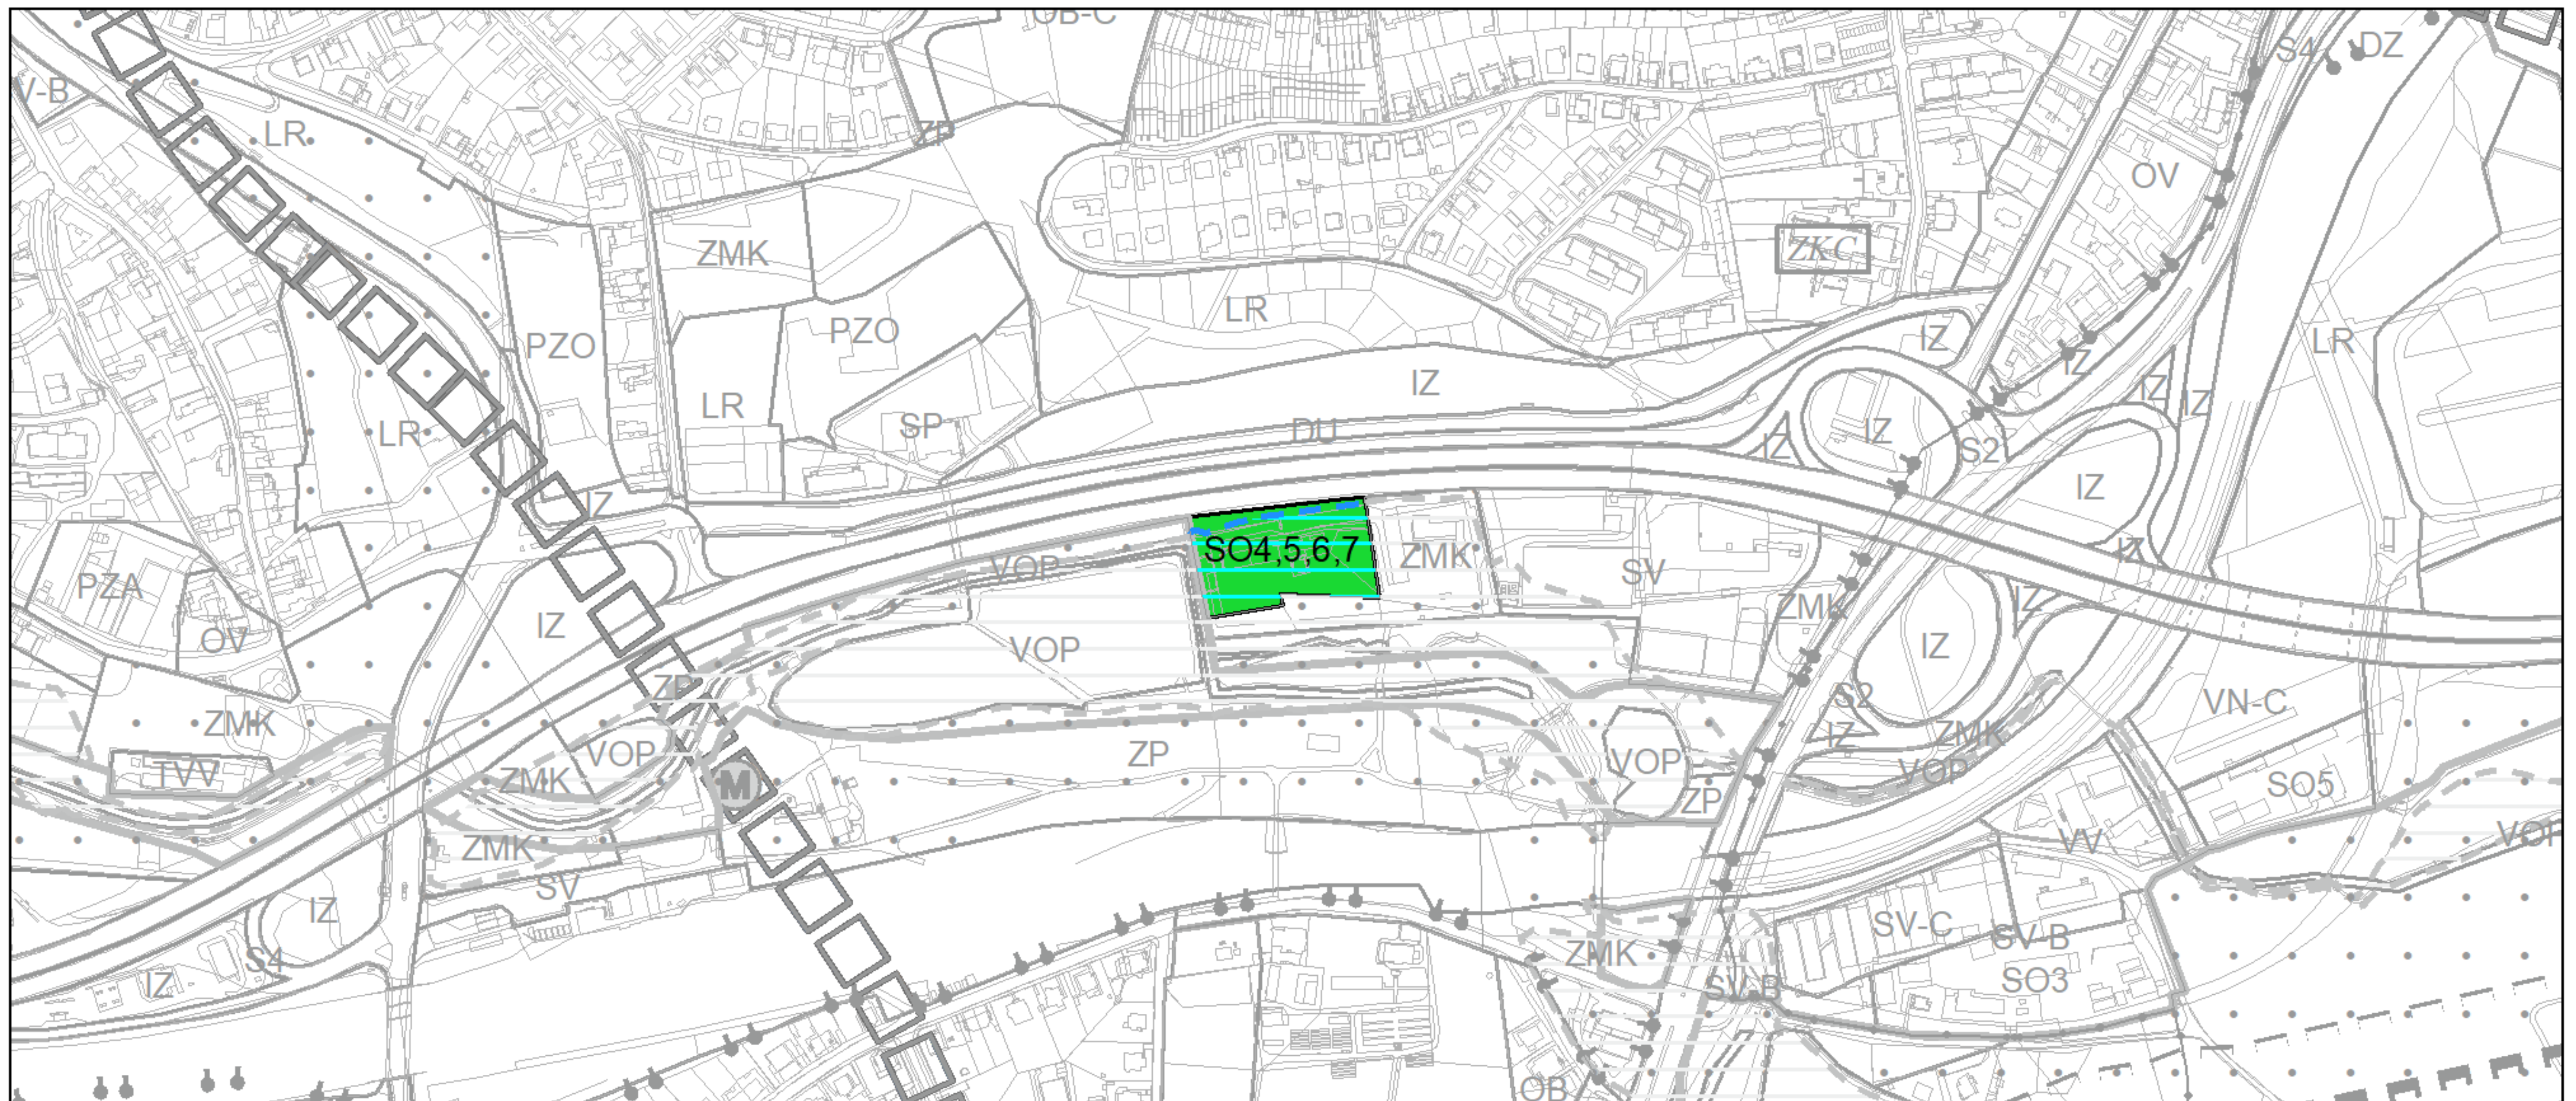 OB-C
S4
DZ
V-B
LR
ZP
OV
ZMK
ZKC
LR
PZO
PZO
IZ
LR
IZ
IZ
IZ
IZ
LR
IZ
LR
SP
DU
IZ
IZ
S2
IZ
IZ
SO4,5,6,7
ZMK
IZ
VOP
SV
PZA
IZ
ZMK
IZ
OV
VOP
IZ
ZP
S2
VN-C
ZMK
IZ
ZMK
VOP
ZP
VOP
TVV
ZMK
M
VOP
SO5
ZP
ZMK
VV
VOP
SV
IZ
SV-C
SV-B
ZMK
S4
SO3
IZ
SV-B
OB